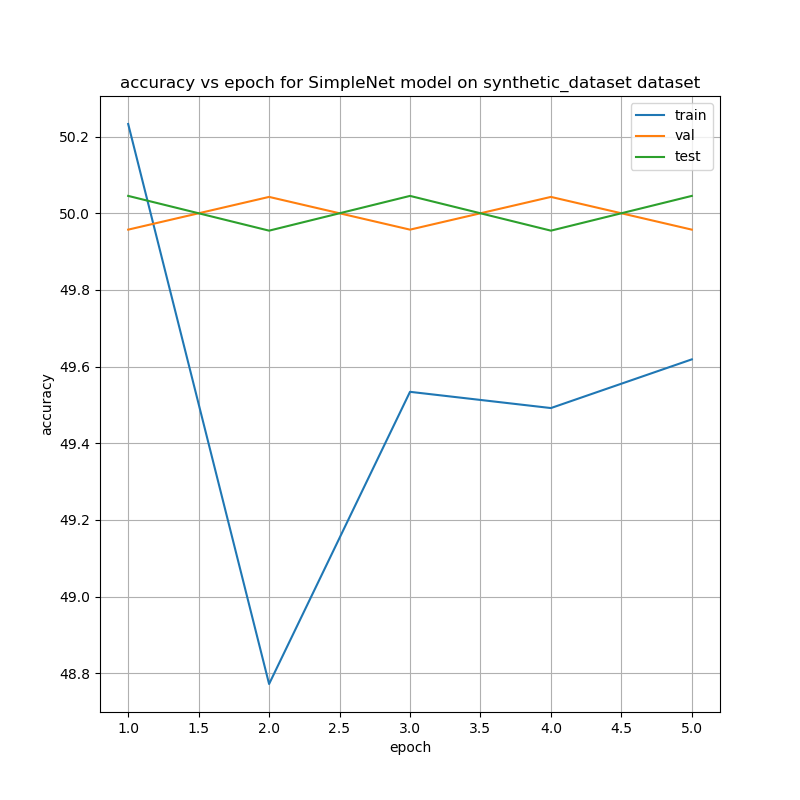 accuracy vs epoch for SimpleNet model on synthetic_dataset dataset
train
val
test
50.2
50.0
49.8
49.6
49.4
49.2
49.0
48.8
accuracy
1.0 1.5 2.0 2.5 3.0 3.5 4.0 4.5 5.0
epoch